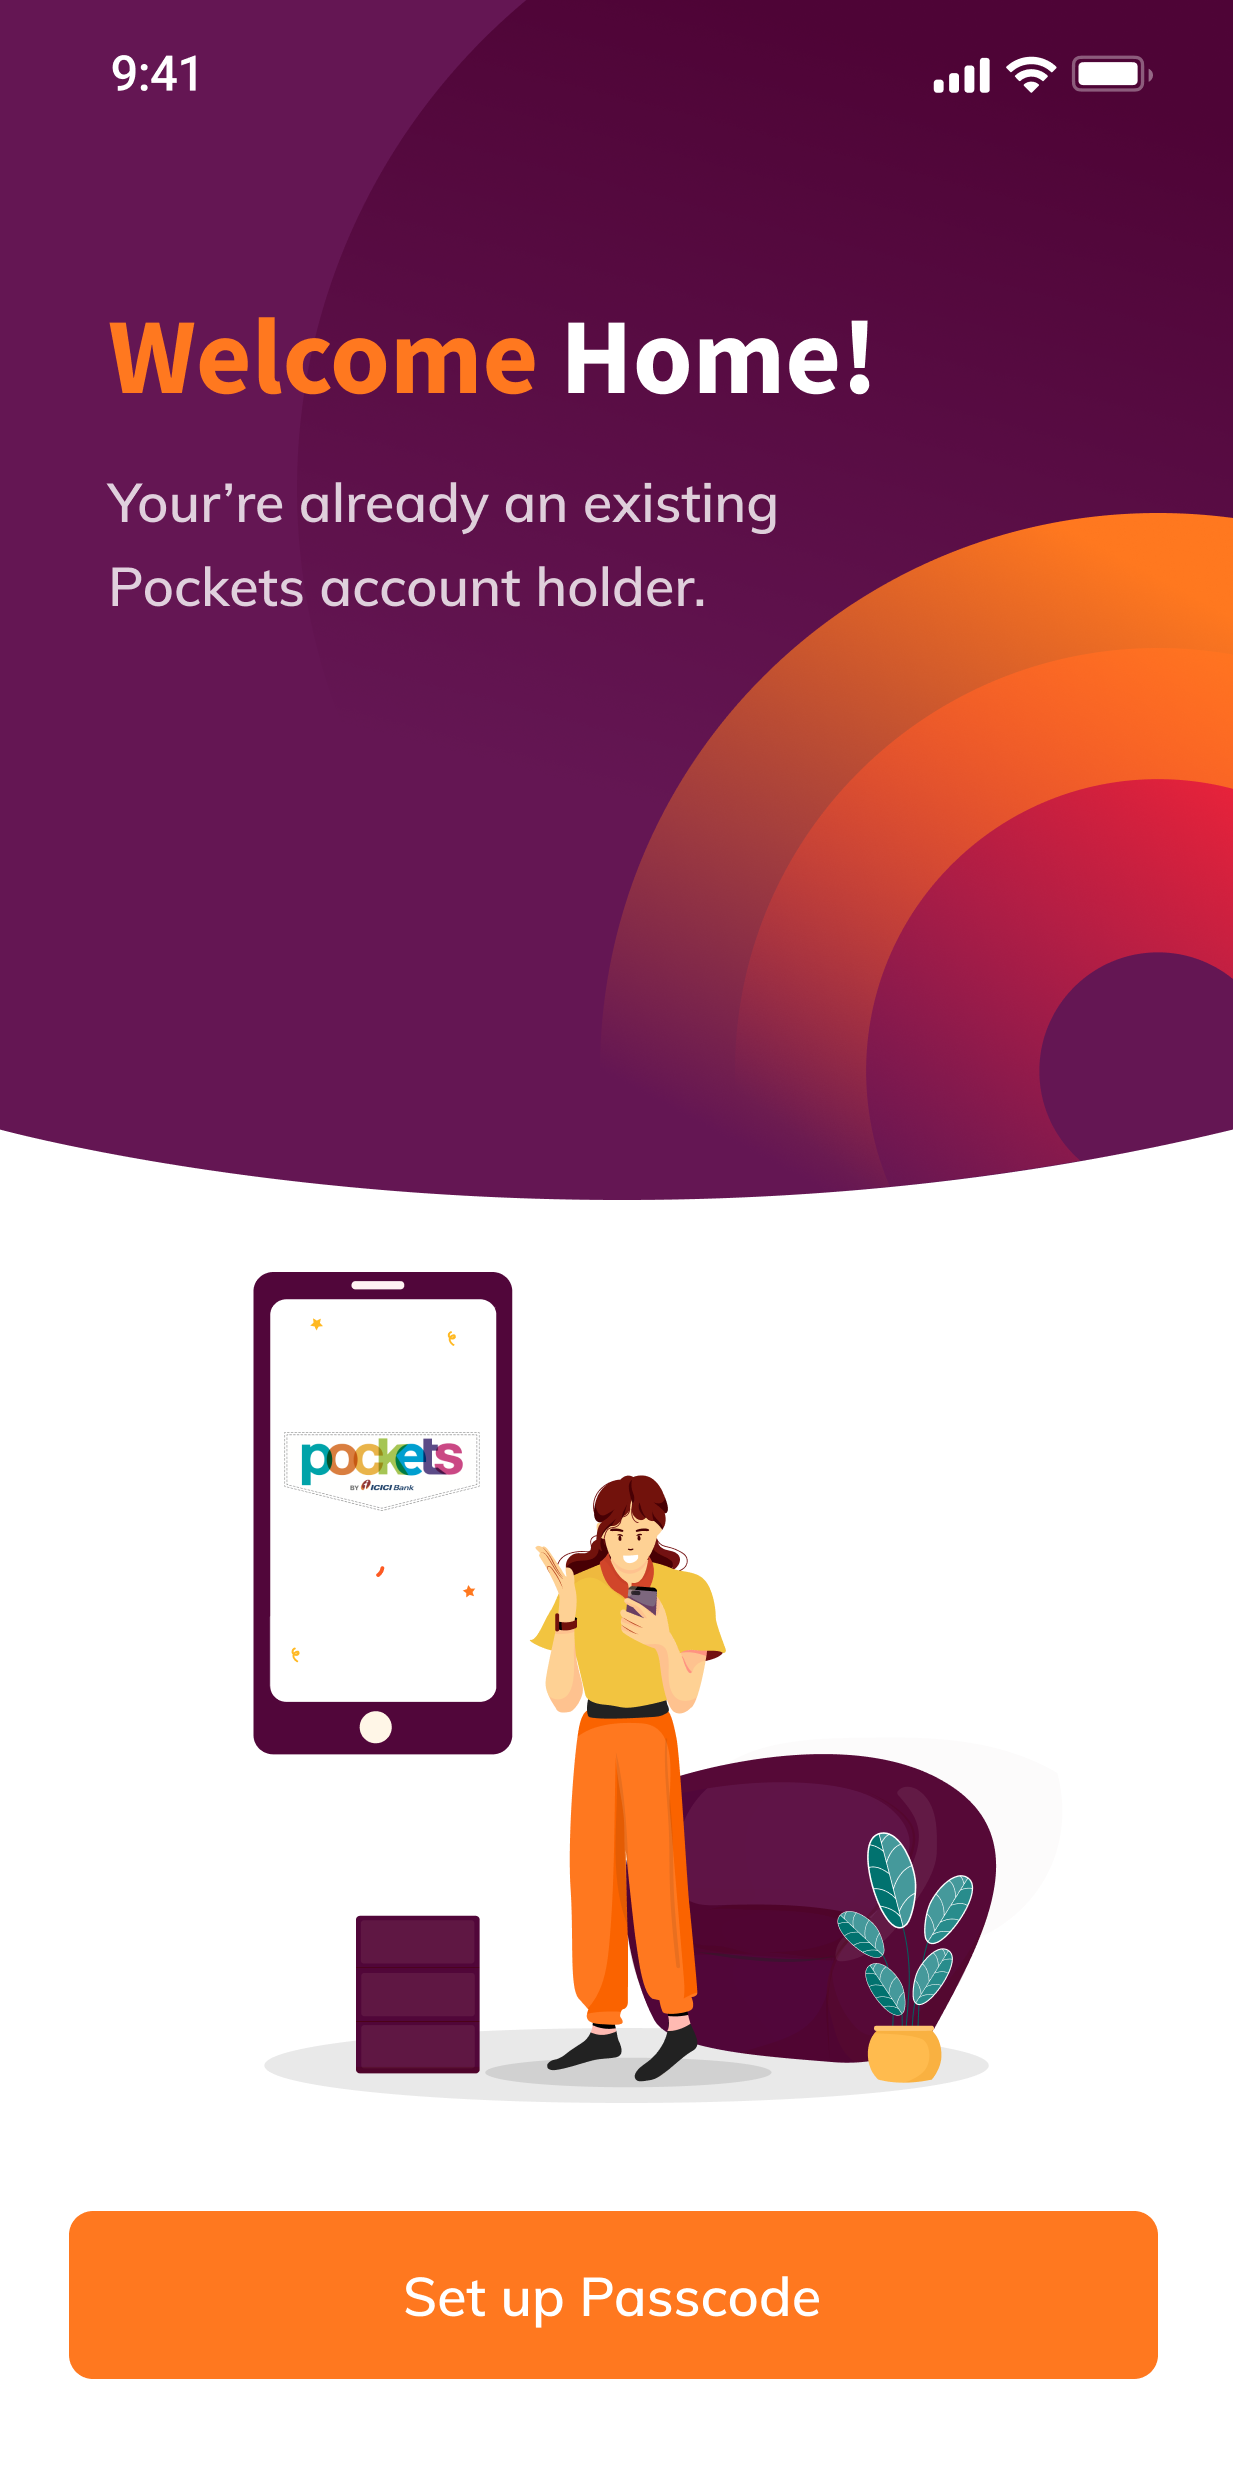 9:41
Welcome Home!
Your’re already an existing
Pockets account holder.
pockets
BY ICICI Bank
Set up Passcode